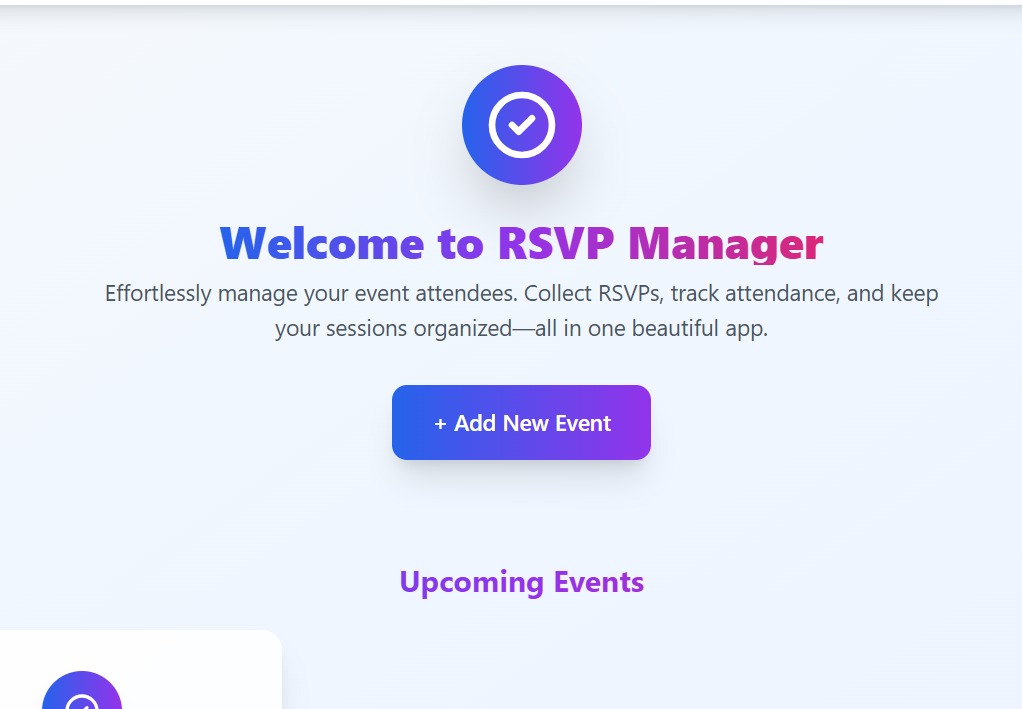 Welcome to RSVP Manager
Effortlessly manage your event attendees. Collect RSVPs, track attendance, and keep
your sessions organized—all in one beautiful app.
+ Add New Event
Upcoming Events